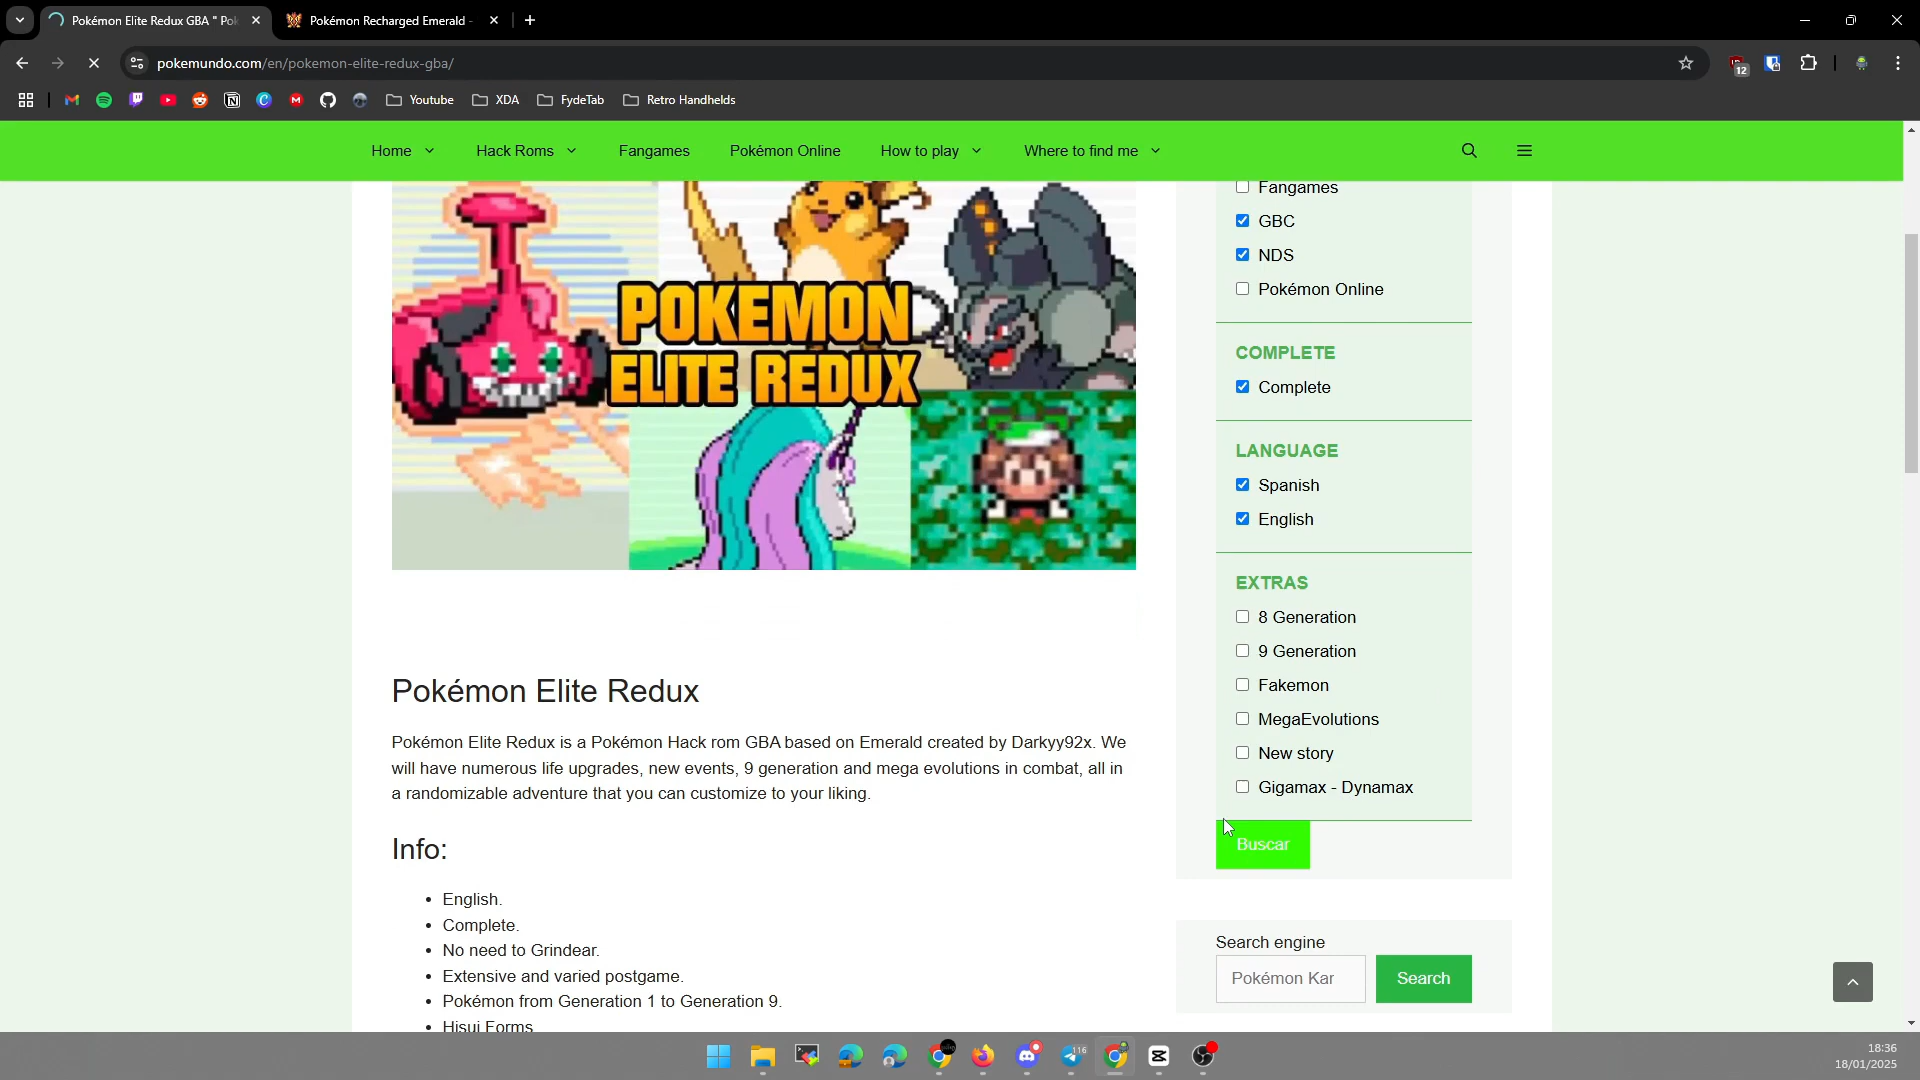 Pokémon Elite Redux GBA " Pok
Pokémon Recharged Emerald -
pokemundo.com/en/pokemon-elite-redux-gba/
12
Youtube
XDA
FydeTab
Retro Handhelds
Home
Hack Roms
Fangames
Pokémon Online
How to play
Where to find me
POKEMON
ELITE REDUX
Pokémon Elite Redux
Pokémon Elite Redux is a Pokémon Hack rom GBA based on Emerald created by Darkyy92x. We
will have numerous life upgrades, new events, 9 generation and mega evolutions in combat, all in
a randomizable adventure that you can customize to your liking.
Info:
English.
Complete.
No need to Grindear.
Extensive and varied postgame.
Pokémon from Generation 1 to Generation 9.
Hisui Forms
Fangames
GBC
NDS
Pokémon Online
COMPLETE
Complete
LANGUAGE
Spanish
English
EXTRAS
8 Generation
9 Generation
Fakemon
MegaEvolutions
New story
Gigamax - Dynamax
Buscar
Search engine
Pokémon Kar
Search
116
18:36
18/01/2025